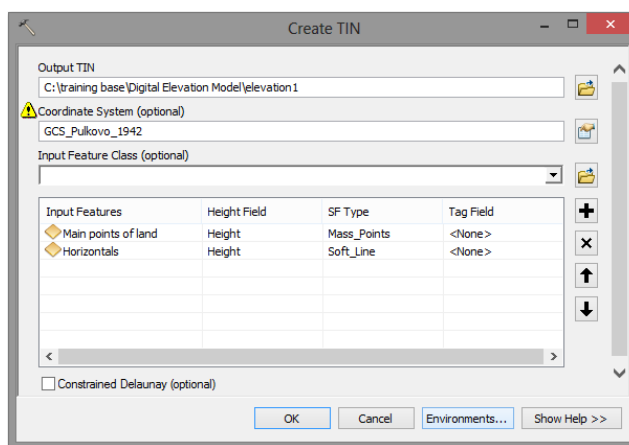 Create TIN
Output TIN
C:\training base\Digital Elevation Model\elevation1
Coordinate System (optional)
GCS_Pulkovo_1942
Input Feature Class (optional)
Input Features Height Field SF Type Tag Field
Main points of land Height Mass_Points <None>
Horizontals Height Soft_Line <None>
Constrained Delaunay (optional)
OK Cancel Environments... Show Help >>